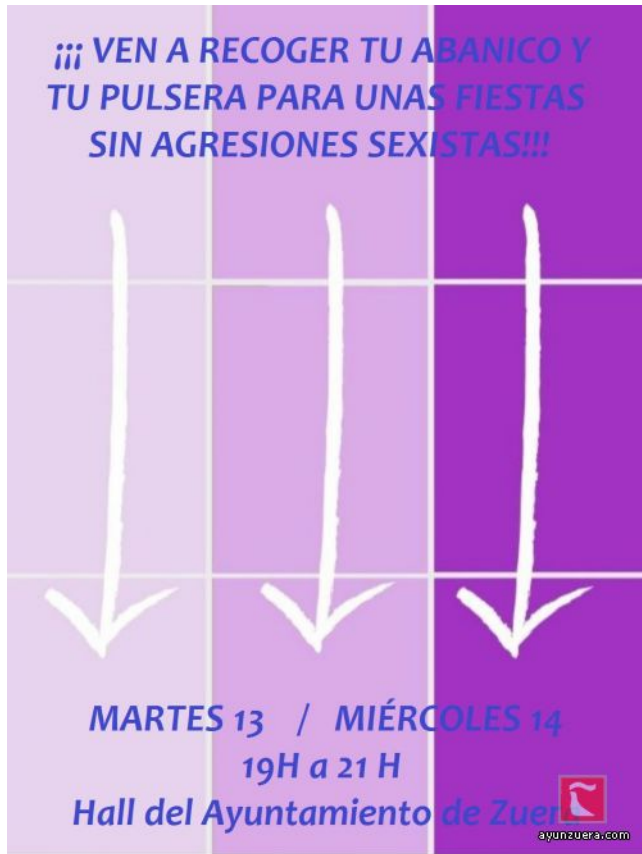 ¡¡¡ VEN A RECOGER TU ABANICO Y
TU PULSERA PARA UNAS FIESTAS
SIN AGRESIONES SEXISTAS!!!
MARTES 13 / MIÉRCOLES 14
19H a 21 H
Hall del Ayuntamiento de Zuera
ayunzuera.com